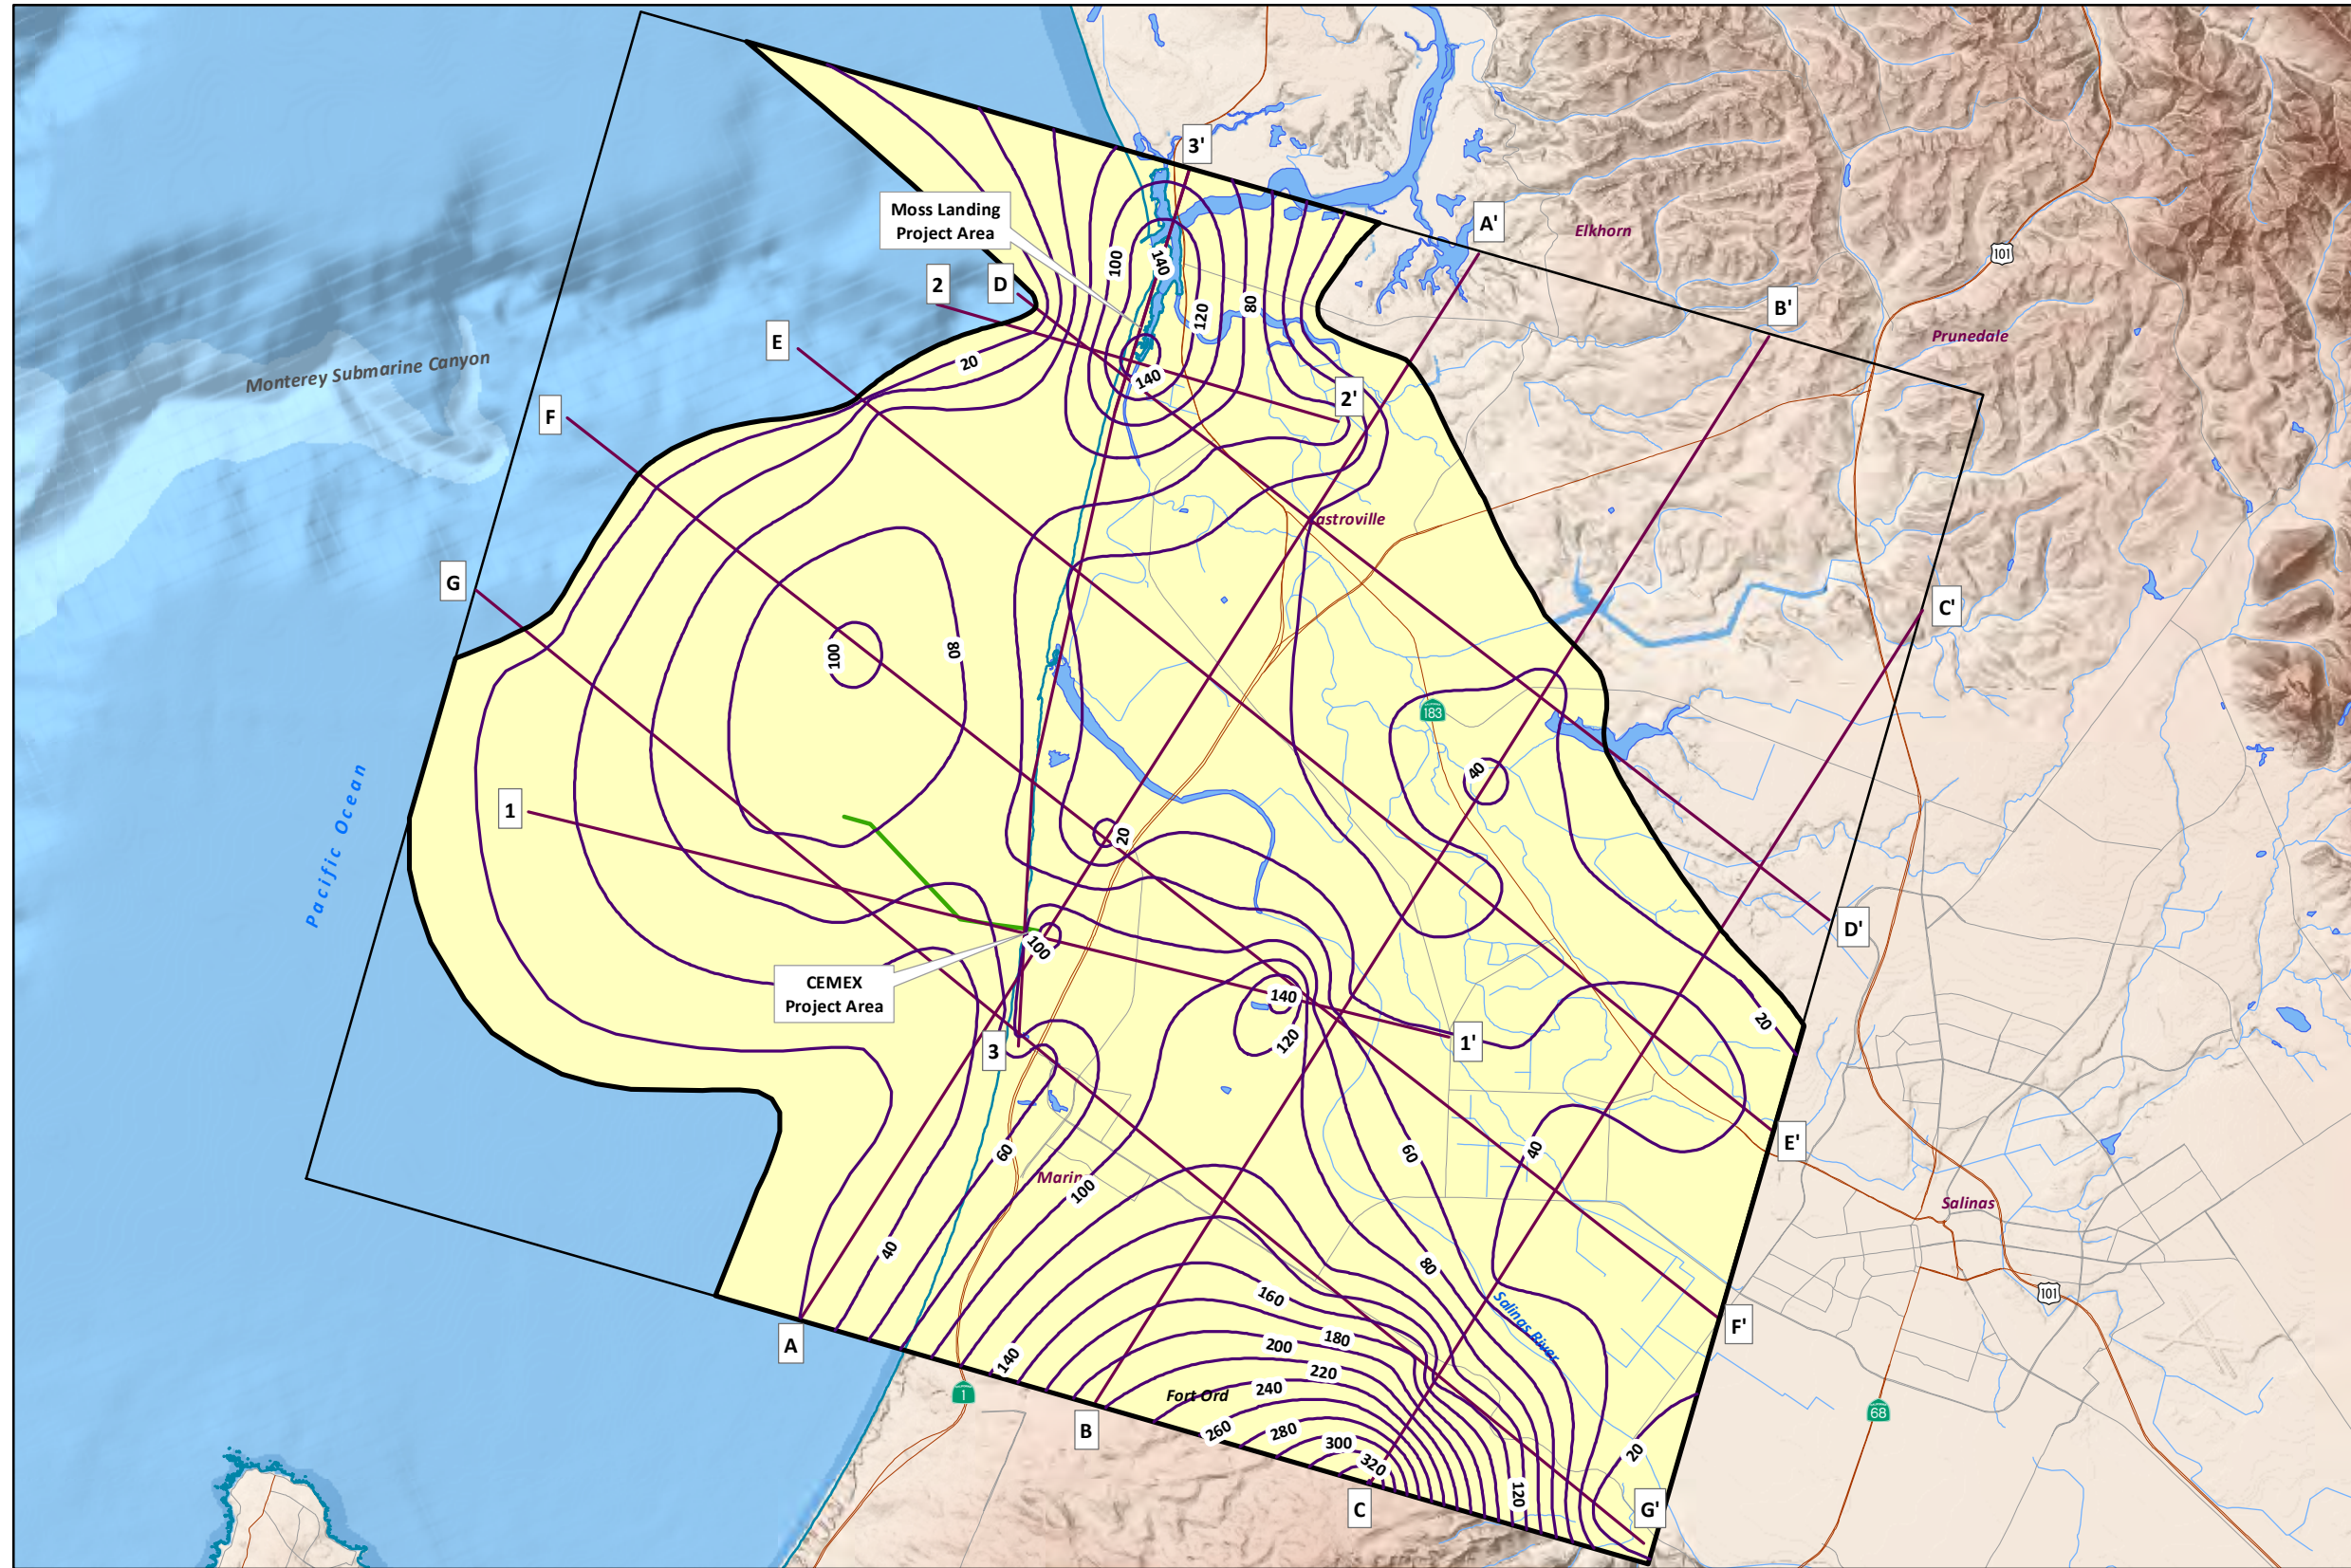 3'
Moss Landing
Project Area
A'
Elkhorn
101
B'
Prunedale
2
D
100
140
120
80
E
20
Monterey Submarine Canyon
140
2'
F
astroville
G
C'
100
80
183
40
Pacific Ocean
1
20
D'
100
CEMEX
Project Area
140
120
20
3
1'
E'
60
60
40
Marin
100
Salinas
40
80
101
160
Salinas River
180
F'
A
200
140
220
1
240
Fort Ord
68
B
260
280
300
320
20
120
C
G'